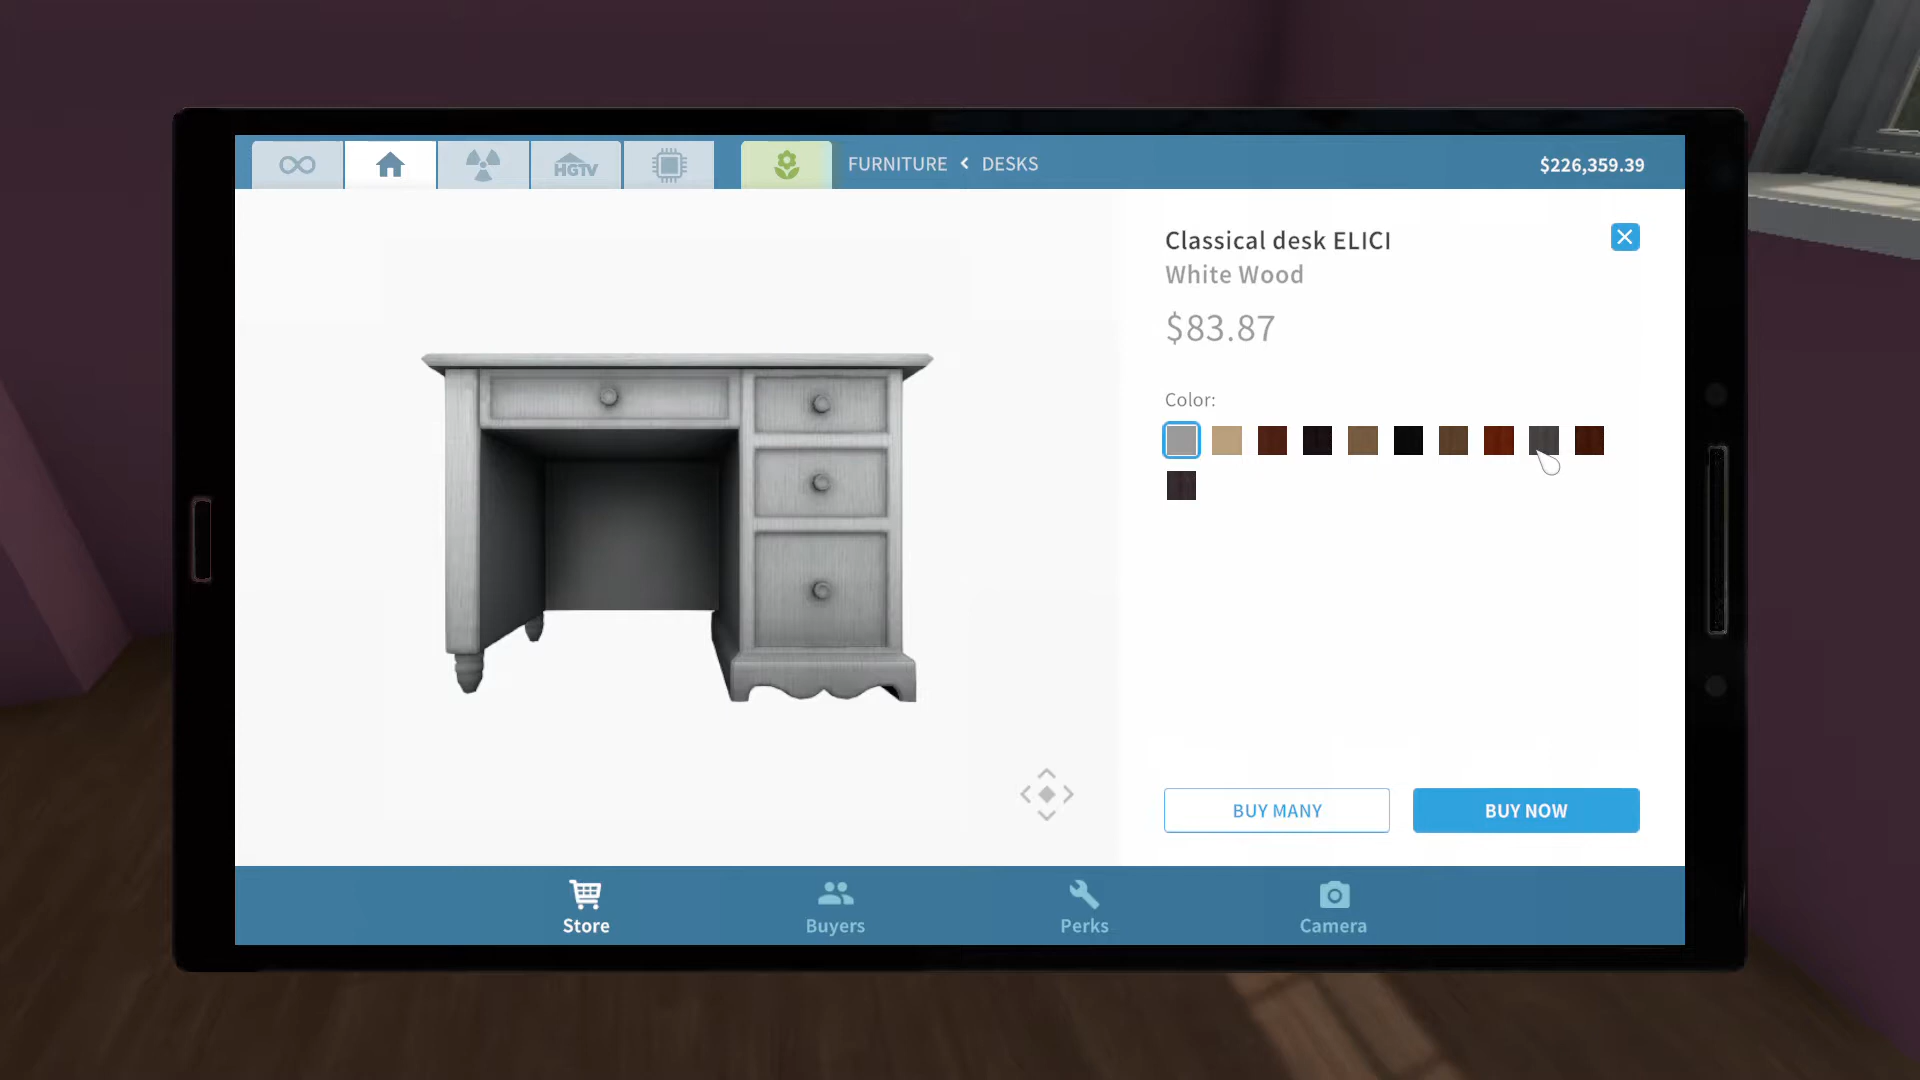 HGTV
FURNITURE < DESKS
$226,359.39
Classical desk ELICI
White Wood
$83.87
Color:
BUY MANY
BUY NOW
Store
Buyers
Perks
Camera